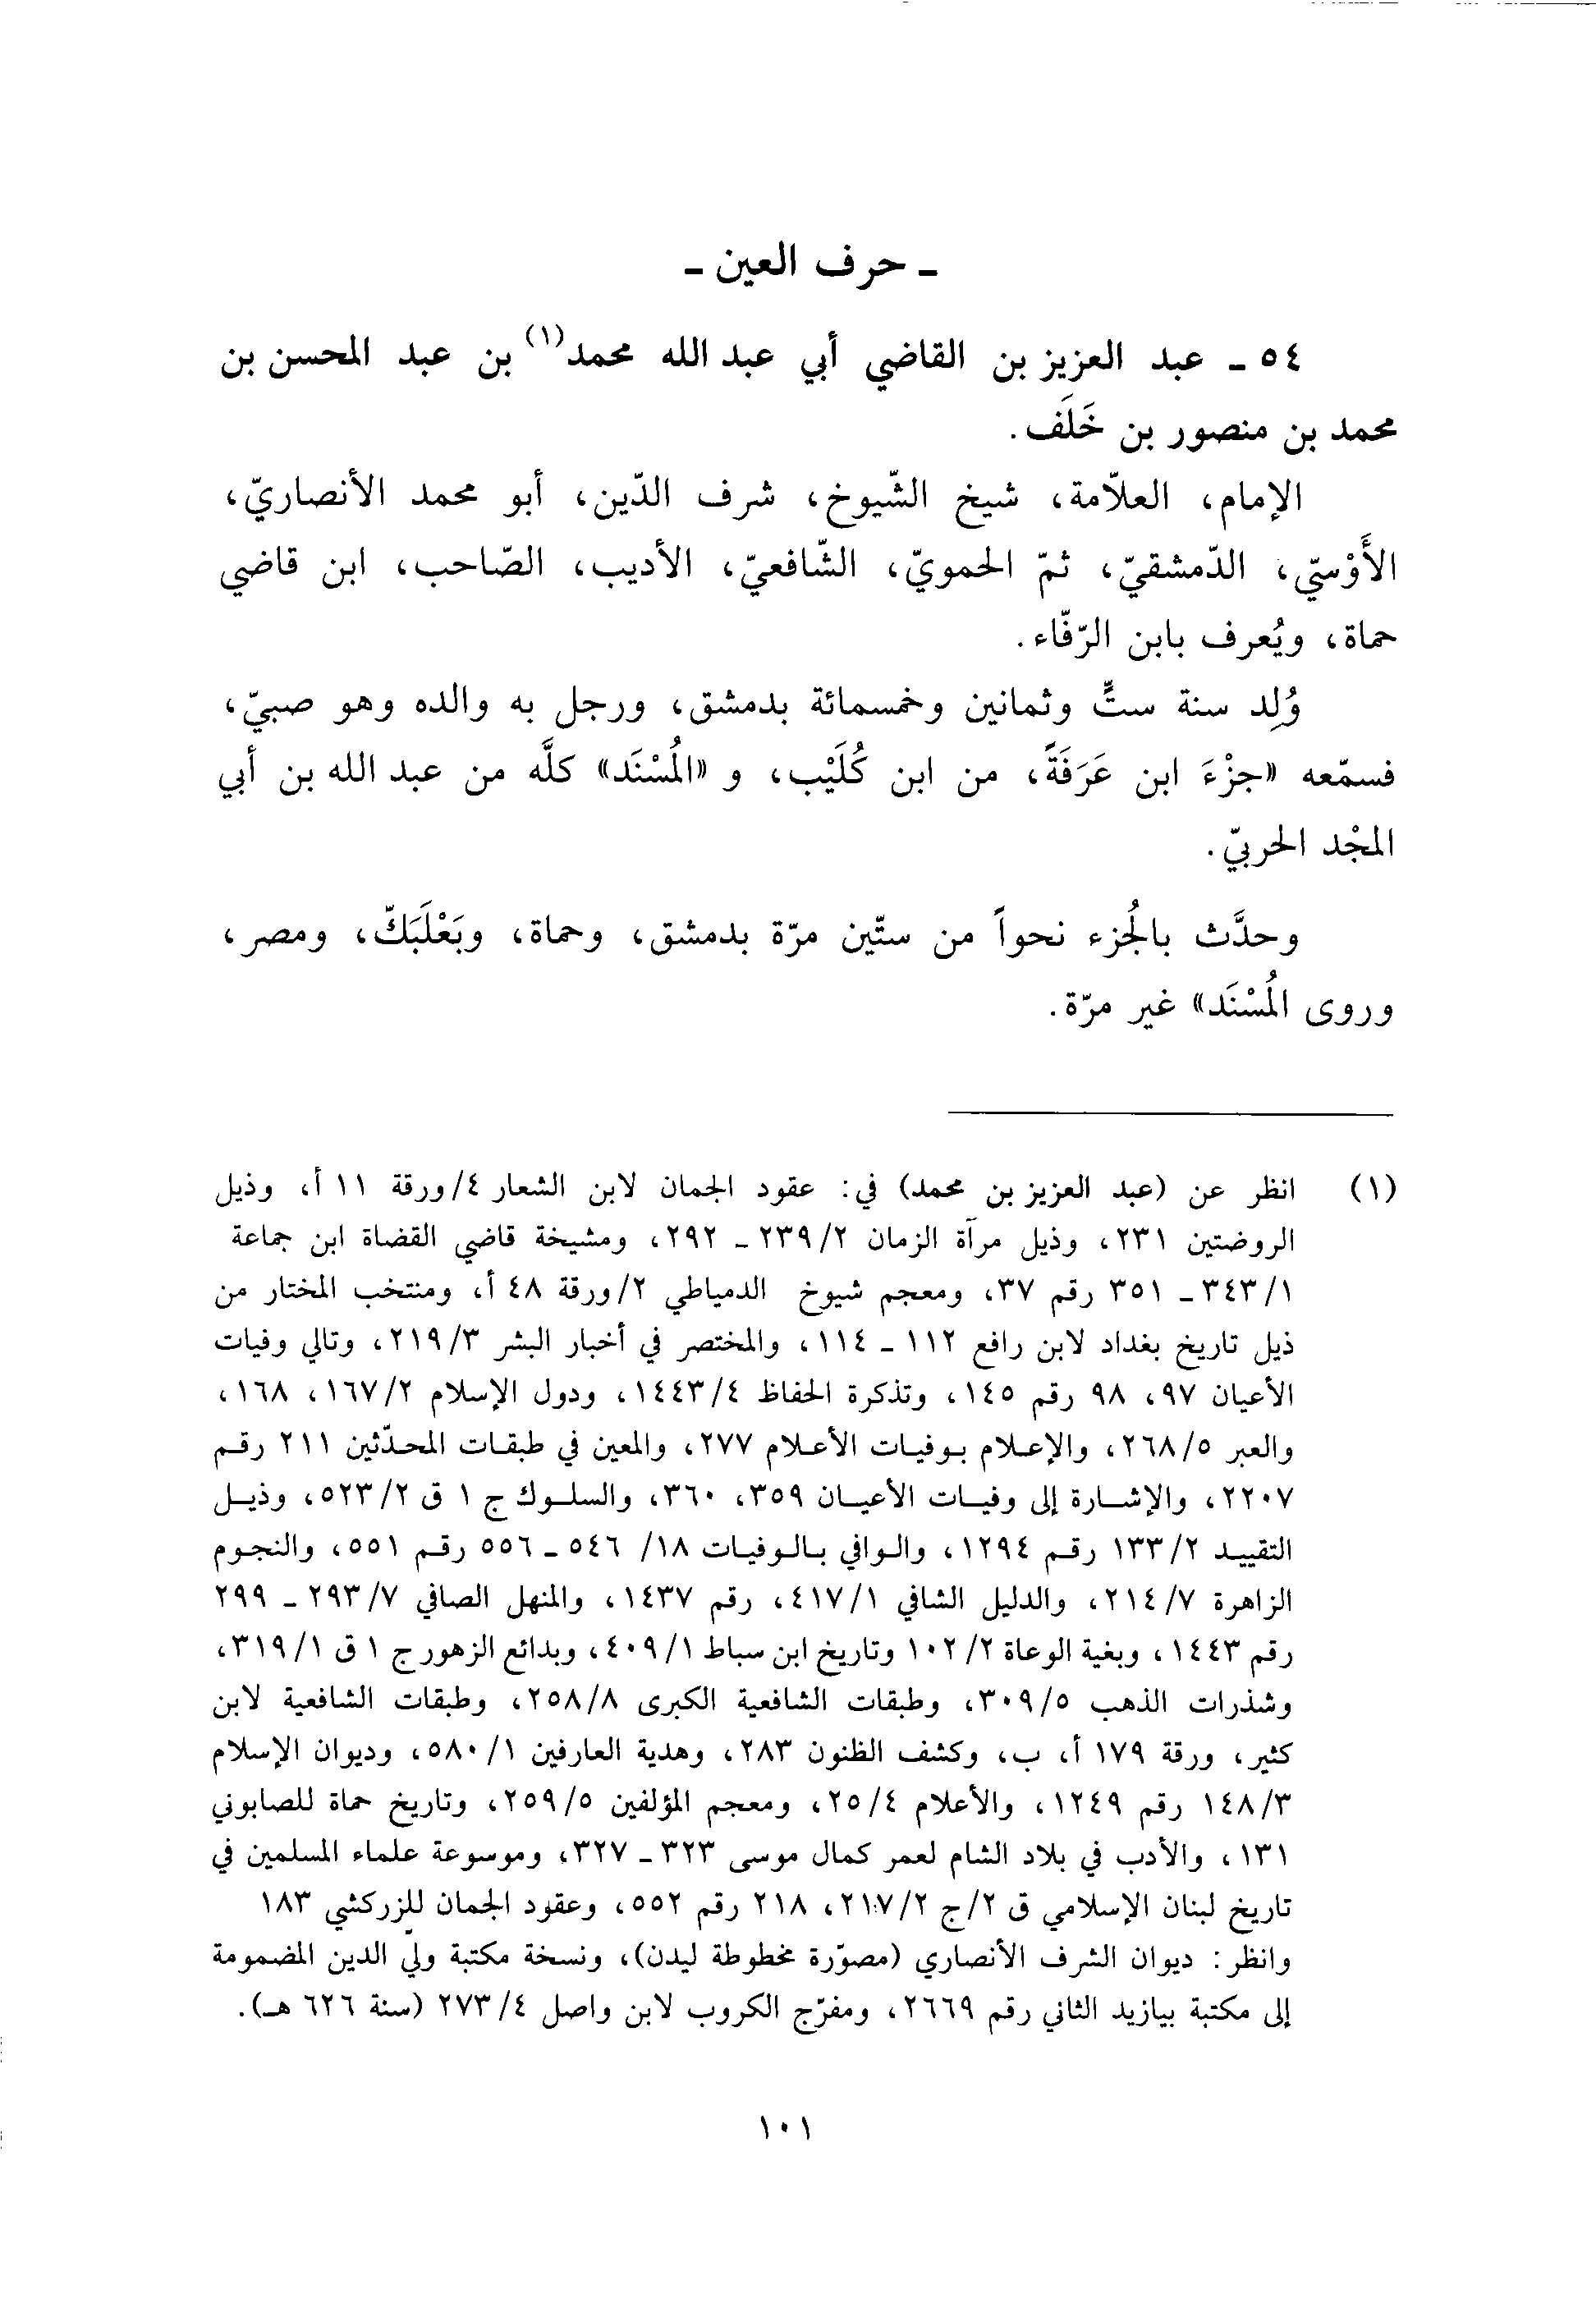 ـ حرف العين ـ
٥٤ ـ عبد العزيز بن القاضي أبي عبد الله محمد(١) بن عبد المحسن بن
محمد بن منصور بن خَلَف.
الإمام، العلاّمة، شيخ الشّيوخ، شرف الدّين، أبو محمد الأنصاريّ،
الأَوْسيّ، الدّمشقيّ، ثمّ الحمويّ، الشّافعيّ، الأديب، الصّاحب، ابن قاضي
حماة، ويُعرف بابن الرّفّاء.
وُلِد سنة ستٍّ وثمانين وخمسمائة بدمشق، ورجل به والده وهو صبيّ،
فسمّعه «جزْءَ ابن عَرَفَةً، من ابن كُلَيْب، و «المُسْنَد» كلَّه من عبد الله بن أبي
المجْد الحربيّ.
وحدَّث بالجُزء نحواً من ستّين مرّة بدمشق، وحماة، وبَعْلَبَكّ، ومصر،
وروى المُسْنَد» غير مرّة.
(١) انظر عن (عبد العزيز بن محمد) في: عقود الجمان لابن الشعار ٤/ورقة ١١ أ، وذيل
الروضتين ٢٣١، وذيل مرآة الزمان ٢/٢٣٩ ـ ٢٩٢، ومشيخة قاضي القضاة ابن جماعة
١/٣٤٣ ـ ٣٥١ رقم ٣٧، ومعجم شيوخ الدمياطي ٢/ورقة ٤٨ أ، ومنتخب المختار من
ذيل تاريخ بغداد لابن رافع ١١٢ ـ ١١٤، والمختصر في أخبار البشر ٣/٢١٩، وتالي وفيات
الأعيان ٩٧، ٩٨ رقم ١٤٥، وتذكرة الحفاظ ٤/١٤٤٣، ودول الإسلام ٢/١٦٧، ١٦٨،
والعبر ٥/٢٦٨، والإعلام بوفيات الأعلام ٢٧٧، والمعين في طبقات المحدّثين ٢١١ رقم
٢٢٠٧، والإشارة إلى وفيات الأعيان ٣٥٩، ٣٦٠، والسلوك ج ١ ق ٢/٥٢٣، وذيل
التقييد ٢/١٣٣ رقم ١٢٩٤، والوافي بالوفيات ١٨/ ٥٤٦ ـ ٥٥٦ رقم ٥٥١، والنجوم
الزاهرة ٧/٢١٤، والدليل الشافي ١/٤١٧، رقم ١٤٣٧، والمنهل الصافي ٧/٢٩٣ ـ ٢٩٩
رقم ١٤٤٣، وبغية الوعاة ٢/١٠٢ وتاريخ ابن سباط ١/٤٠٩، وبدائع الزهور ج ١ ق ١/٣١٩،
وشذرات الذهب ٥/٣٠٩، وطبقات الشافعية الكبرى ٨/٢٥٨، وطبقات الشافعية لابن
كثير، ورقة ١٧٩ أ، ب، وكشف الظنون ٢٨٣، وهدية العارفين ١/٥٨٠، وديوان الإسلام
٣/١٤٨ رقم ١٢٤٩، والأعلام ٤/٢٥، ومعجم المؤلفين ٥/٢٥٩، وتاريخ حماة للصابوني
١٣١، والأدب في بلاد الشام لعمر كمال موسى ٣٢٣ ـ ٣٢٧، وموسوعة علماء المسلمين في
تاريخ لبنان الإسلامي ق ٢/ج ٢/٢١٧، ٢١٨ رقم ٥٥٢، وعقود الجمان للزركشي ١٨٣
وانظر: ديوان الشرف الأنصاري (مصوّرة مخطوطة ليدن)، ونسخة مكتبة وليّ الدين المضمومة
إلى مكتبة بيازيد الثاني رقم ٢٦٦٩، ومفرّج الكروب لابن واصل ٤/٢٧٣ (سنة ٦٢٦ هـ).
١٠١